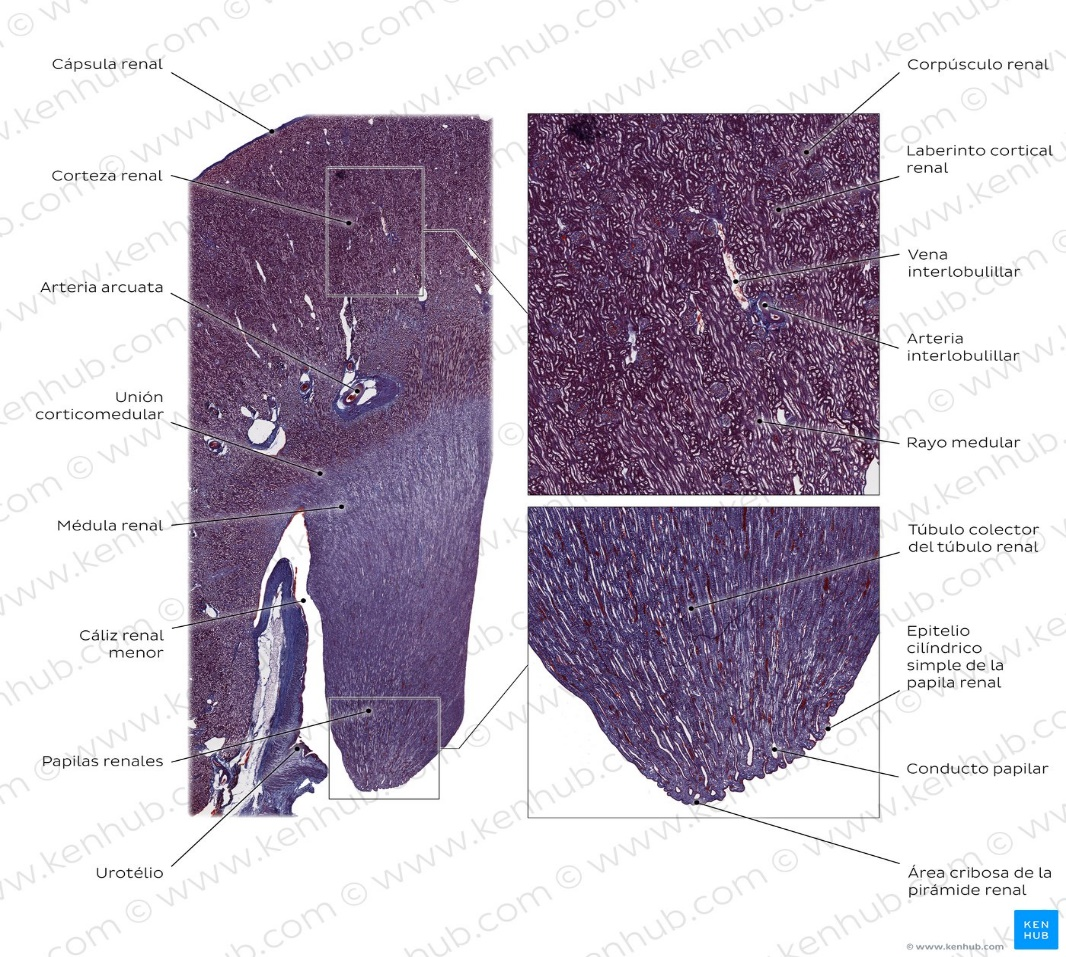 Cápsula renal
Corteza renal
Arteria arcuata
Unión
corticomedular
Médula renal
Cáliz renal
menor
Papilas renales
Urotélio
Corpúsculo renal
Laberinto cortical
renal
Vena
interlobulillar
Arteria
interlobulillar
Rayo medular
Túbulo colector
del túbulo renal
Epitelio
cilíndrico
simple de la
papila renal
Conducto papilar
Área cribosa de la
pirámide renal
KEN
HUB
© www.kenhub.com